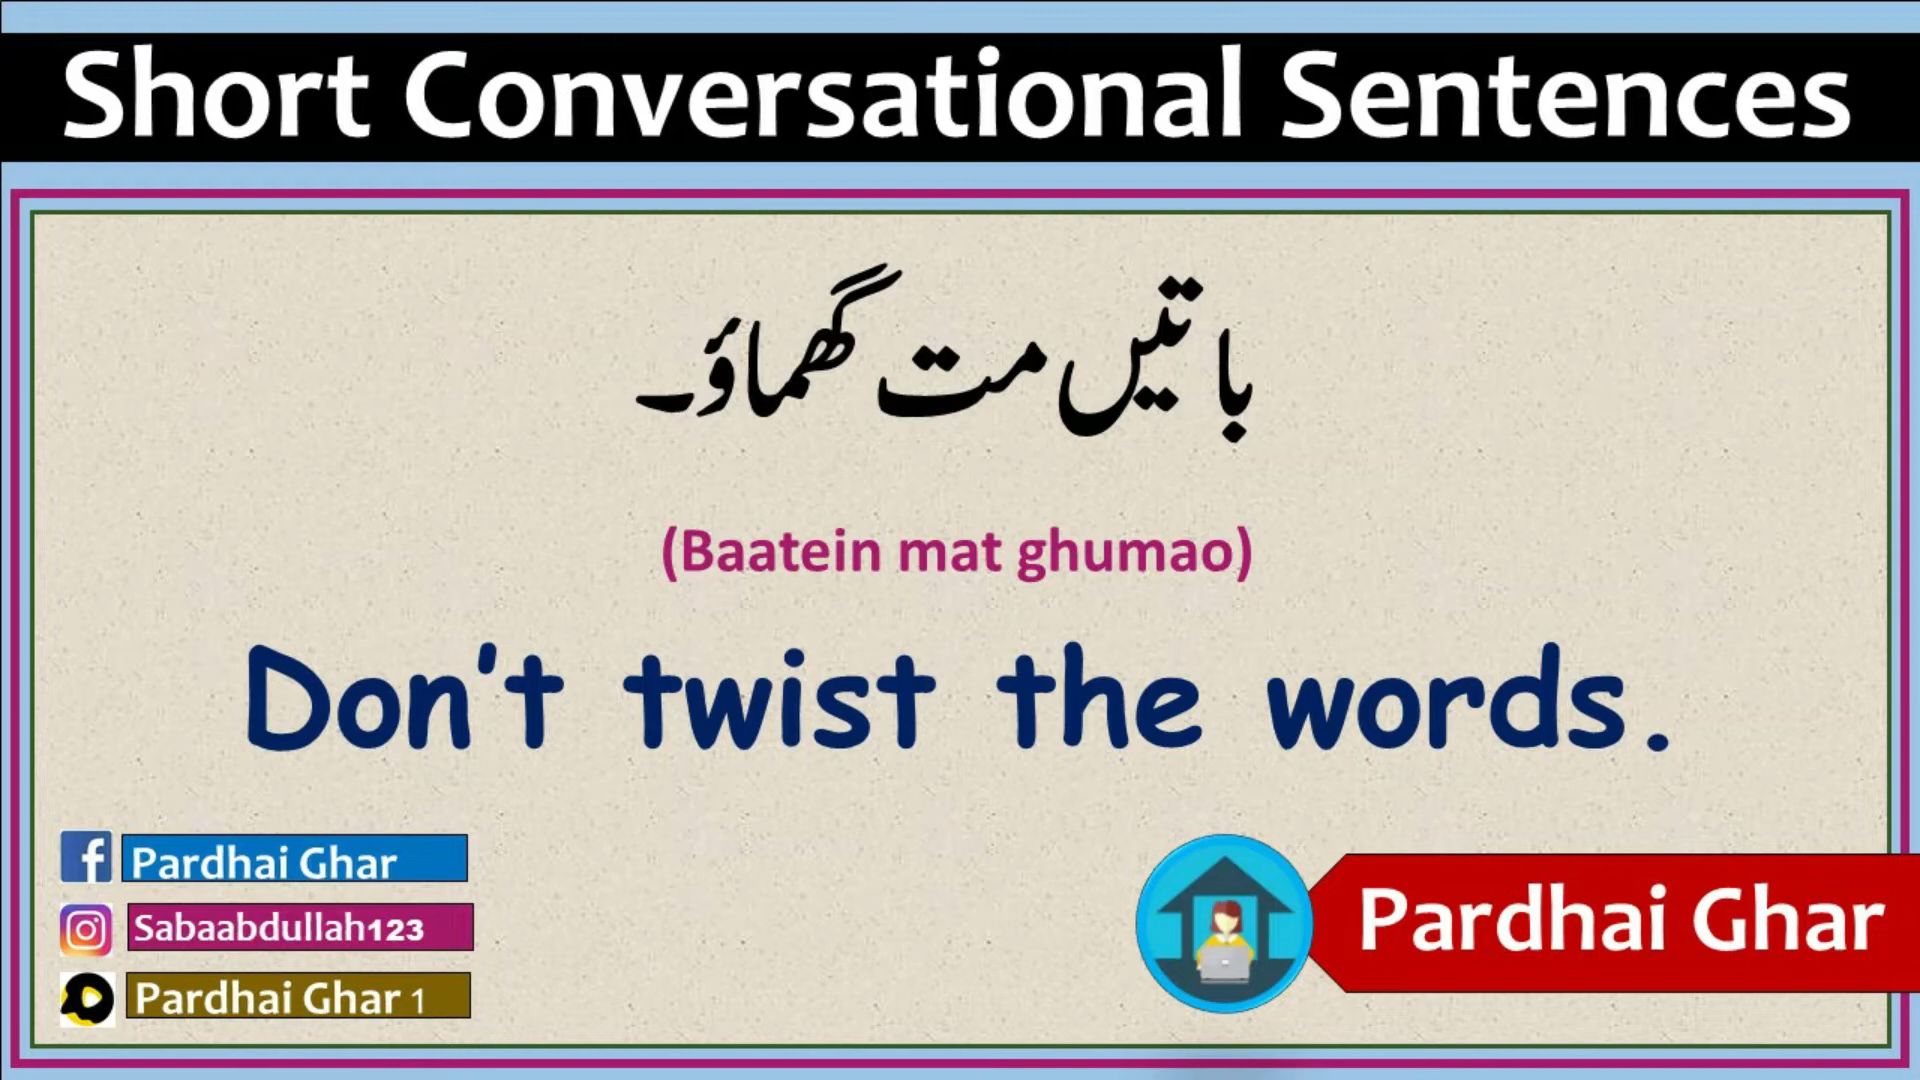 Short Conversational Sentences
باتیں مت گھماؤ۔
(Baatein mat ghumao)
Don't twist the words.
Pardhai Ghar
Sabaabdullah123
Pardhai Ghar 1
Pardhai Ghar